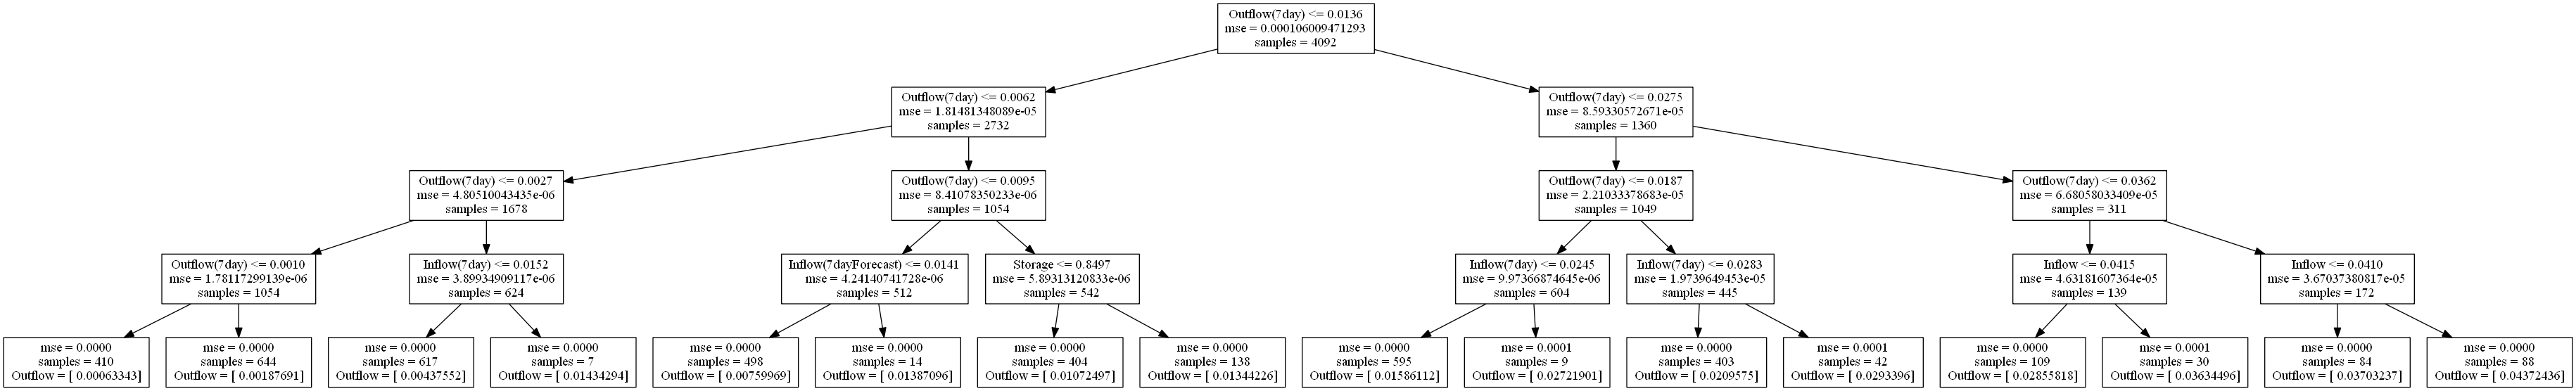 Outflow(7day) <= 0.0136
mse = 0.000106009471293
samples = 4092
Outflow(7day) <= 0.0062
mse = 1.81481348089e-05
samples = 2732
Outflow(7day) <= 0.0275
mse = 8.59330572671e-05
samples = 1360
Outflow(7day) <= 0.0027
mse = 4.80510043435e-06
samples = 1678
Outflow(7day) <= 0.0095
mse = 8.41078350233e-06
samples = 1054
Outflow(7day) <= 0.0187
mse = 2.21033378683e-05
samples = 1049
Outflow(7day) <= 0.0362
mse = 6.68058033409e-05
samples = 311
Outflow(7day) <= 0.0010
mse = 1.78117299139e-06
samples = 1054
Inflow(7day) <= 0.0152
mse = 3.89934909117e-06
samples = 624
Inflow(7dayForecast) <= 0.0141
mse = 4.24140741728e-06
samples = 512
Storage <= 0.8497
mse = 5.89313120833e-06
samples = 542
Inflow(7day) <= 0.0245
mse = 9.97366874645e-06
samples = 604
Inflow(7day) <= 0.0283
mse = 1.9739649453e-05
samples = 445
Inflow <= 0.0415
mse = 4.63181607364e-05
samples = 139
Inflow <= 0.0410
mse = 3.67037380817e-05
samples = 172
mse = 0.0000
samples = 410
Outflow = [ 0.00063343]
mse = 0.0000
samples = 644
Outflow = [ 0.00187691]
mse = 0.0000
samples = 617
Outflow = [ 0.00437552]
mse = 0.0000
samples = 7
Outflow = [ 0.01434294]
mse = 0.0000
samples = 498
Outflow = [ 0.00759969]
mse = 0.0000
samples = 14
Outflow = [ 0.01387096]
mse = 0.0000
samples = 404
Outflow = [ 0.01072497]
mse = 0.0000
samples = 138
Outflow = [ 0.01344226]
mse = 0.0000
samples = 595
Outflow = [ 0.01586112]
mse = 0.0001
samples = 9
Outflow = [ 0.02721901]
mse = 0.0000
samples = 403
Outflow = [ 0.0209575]
mse = 0.0001
samples = 42
Outflow = [ 0.0293396]
mse = 0.0000
samples = 109
Outflow = [ 0.02855818]
mse = 0.0001
samples = 30
Outflow = [ 0.03634496]
mse = 0.0000
samples = 84
Outflow = [ 0.03703237]
mse = 0.0000
samples = 88
Outflow = [ 0.04372436]